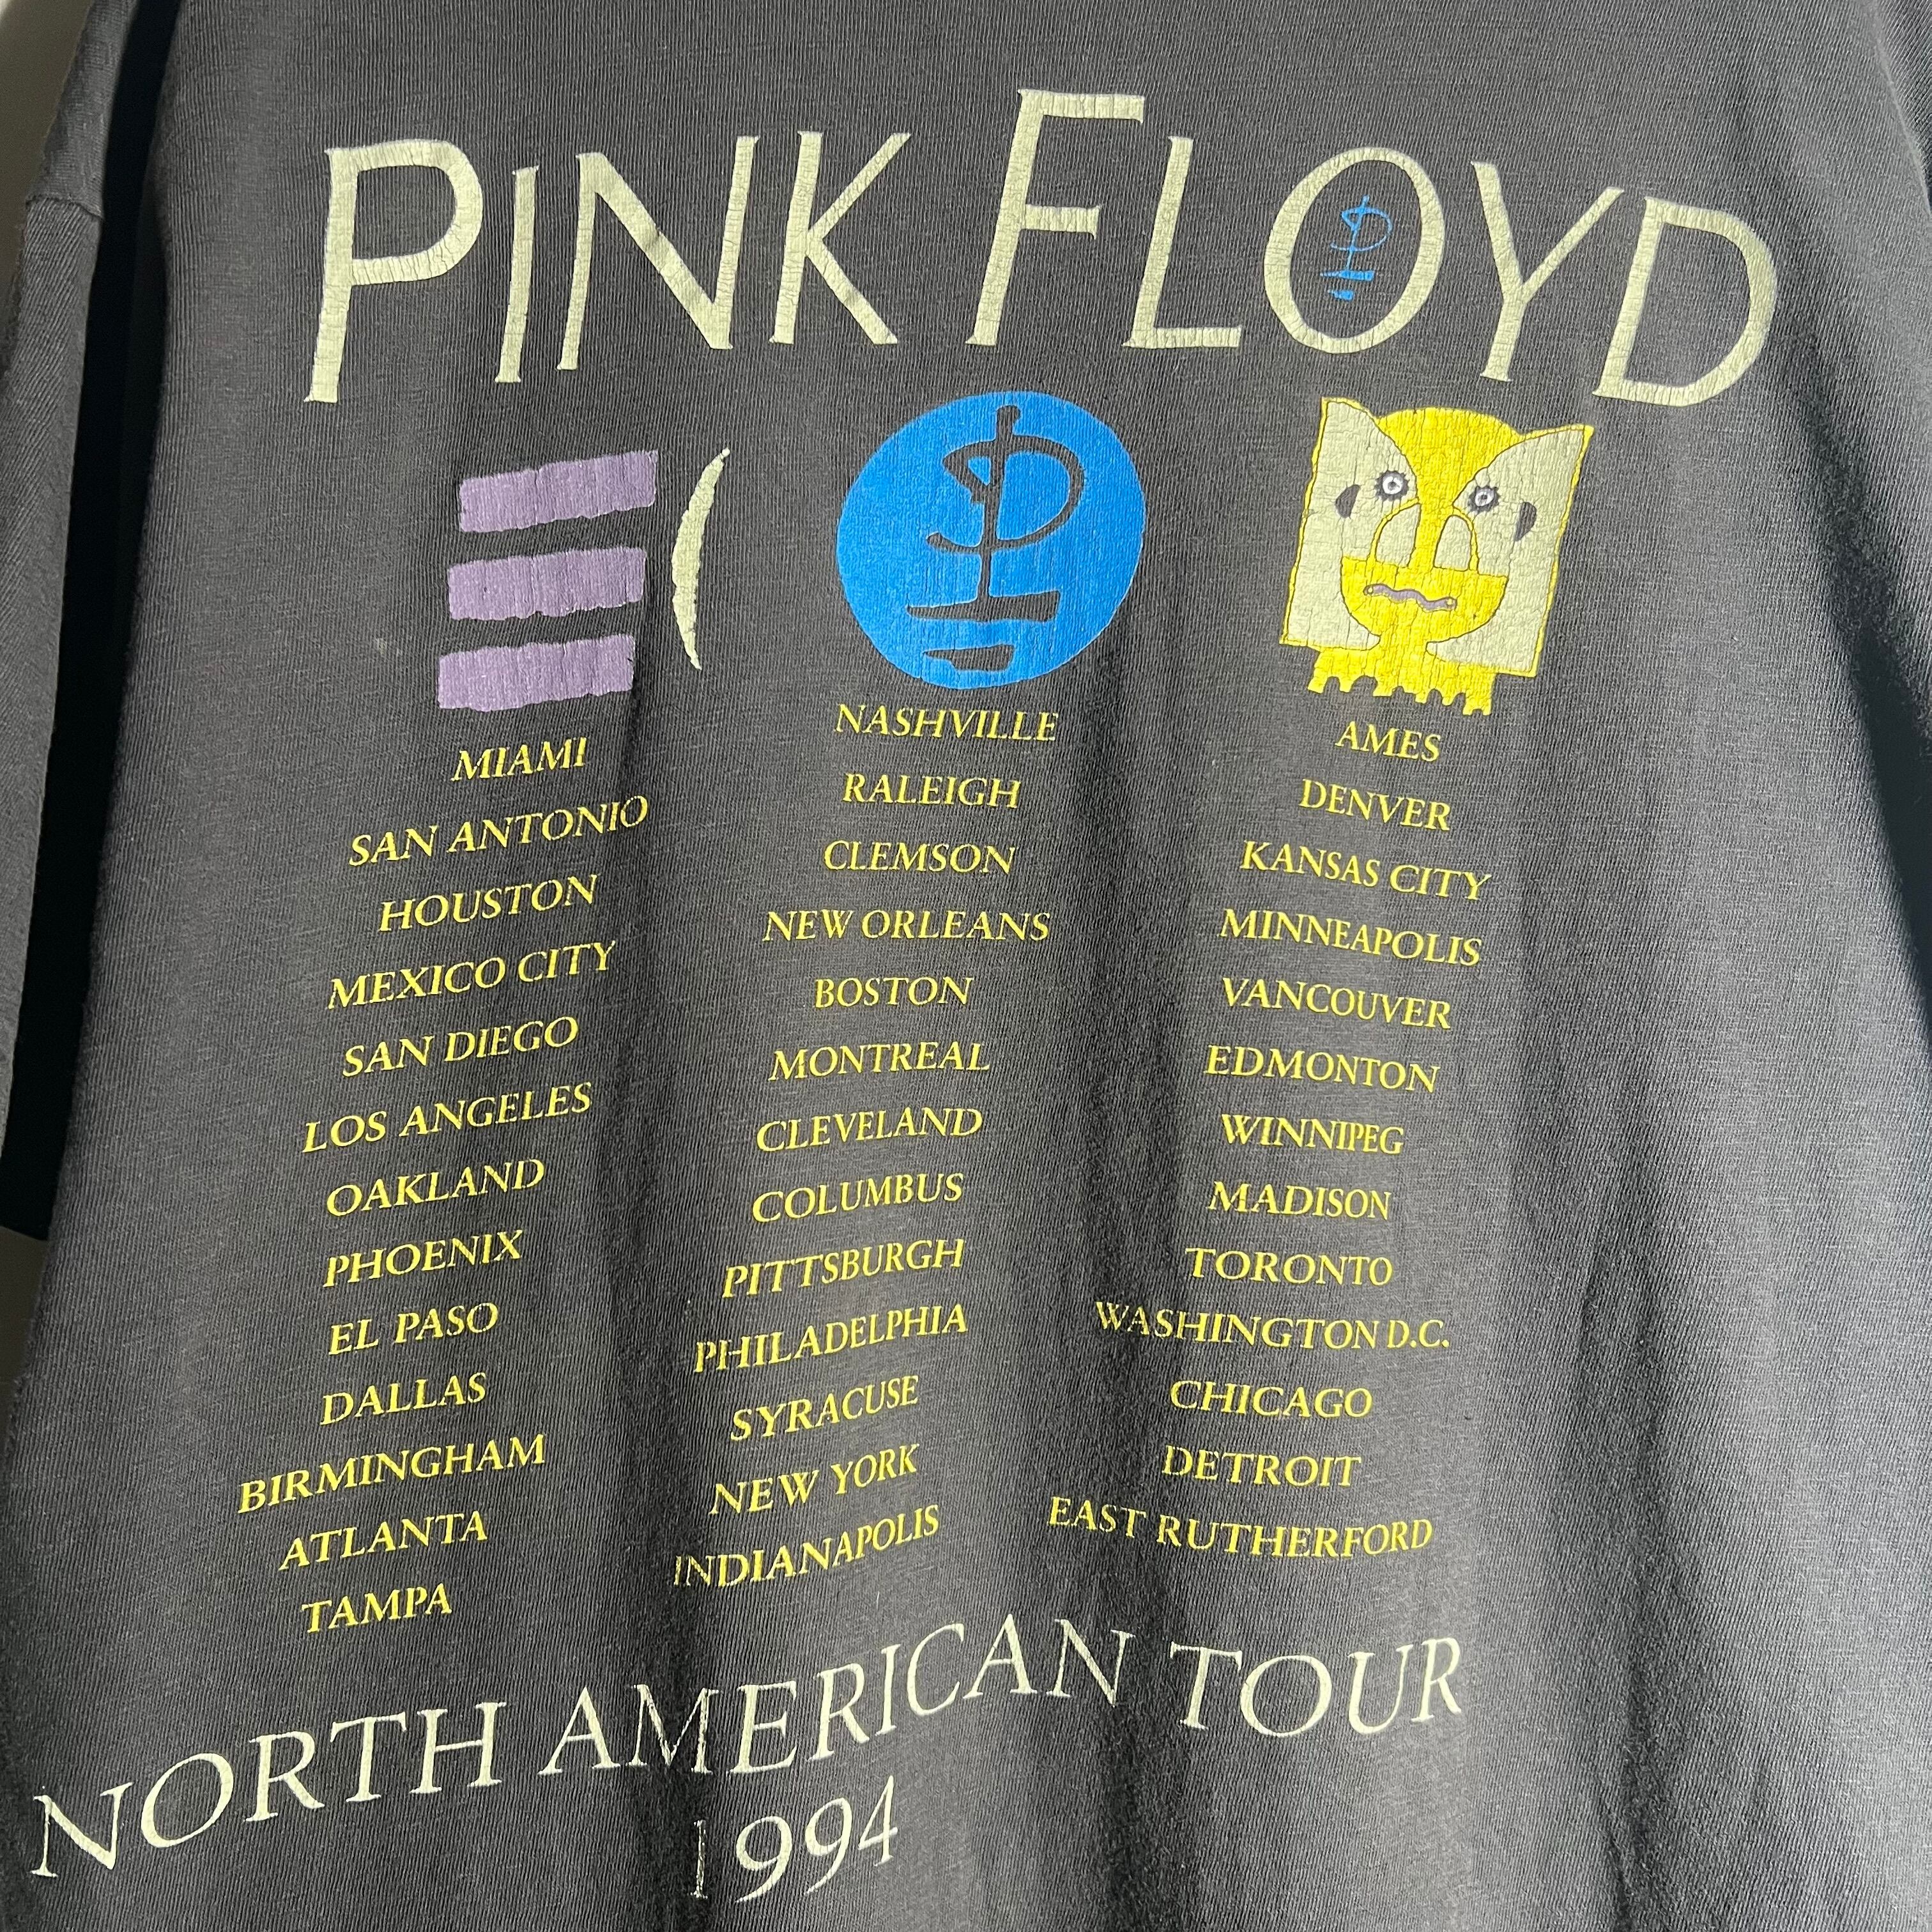 PINK FLOYD
MIAMI
SAN ANTONIO
HOUSTON
MEXICO CITY
SAN DIEGO
LOS ANGELES
OAKLAND
PHOENIX
EL PASO
DALLAS
BIRMINGHAM
ATLANTA
TAMPA
NASHVILLE
RALEIGH
CLEMSON
NEW ORLEANS
BOSTON
MONTREAL
CLEVELAND
COLUMBUS
PITTSBURGH
PHILADELPHIA
SYRACUSE
NEW YORK
INDIANAPOLIS
AMES
DENVER
KANSAS CITY
MINNEAPOLIS
VANCOUVER
EDMONTON
WINNIPEG
MADISON
TORONTO
WASHINGTON D.C.
CHICAGO
DETROIT
EAST RUTHERFORD
NORTH AMERICAN TOUR
1994